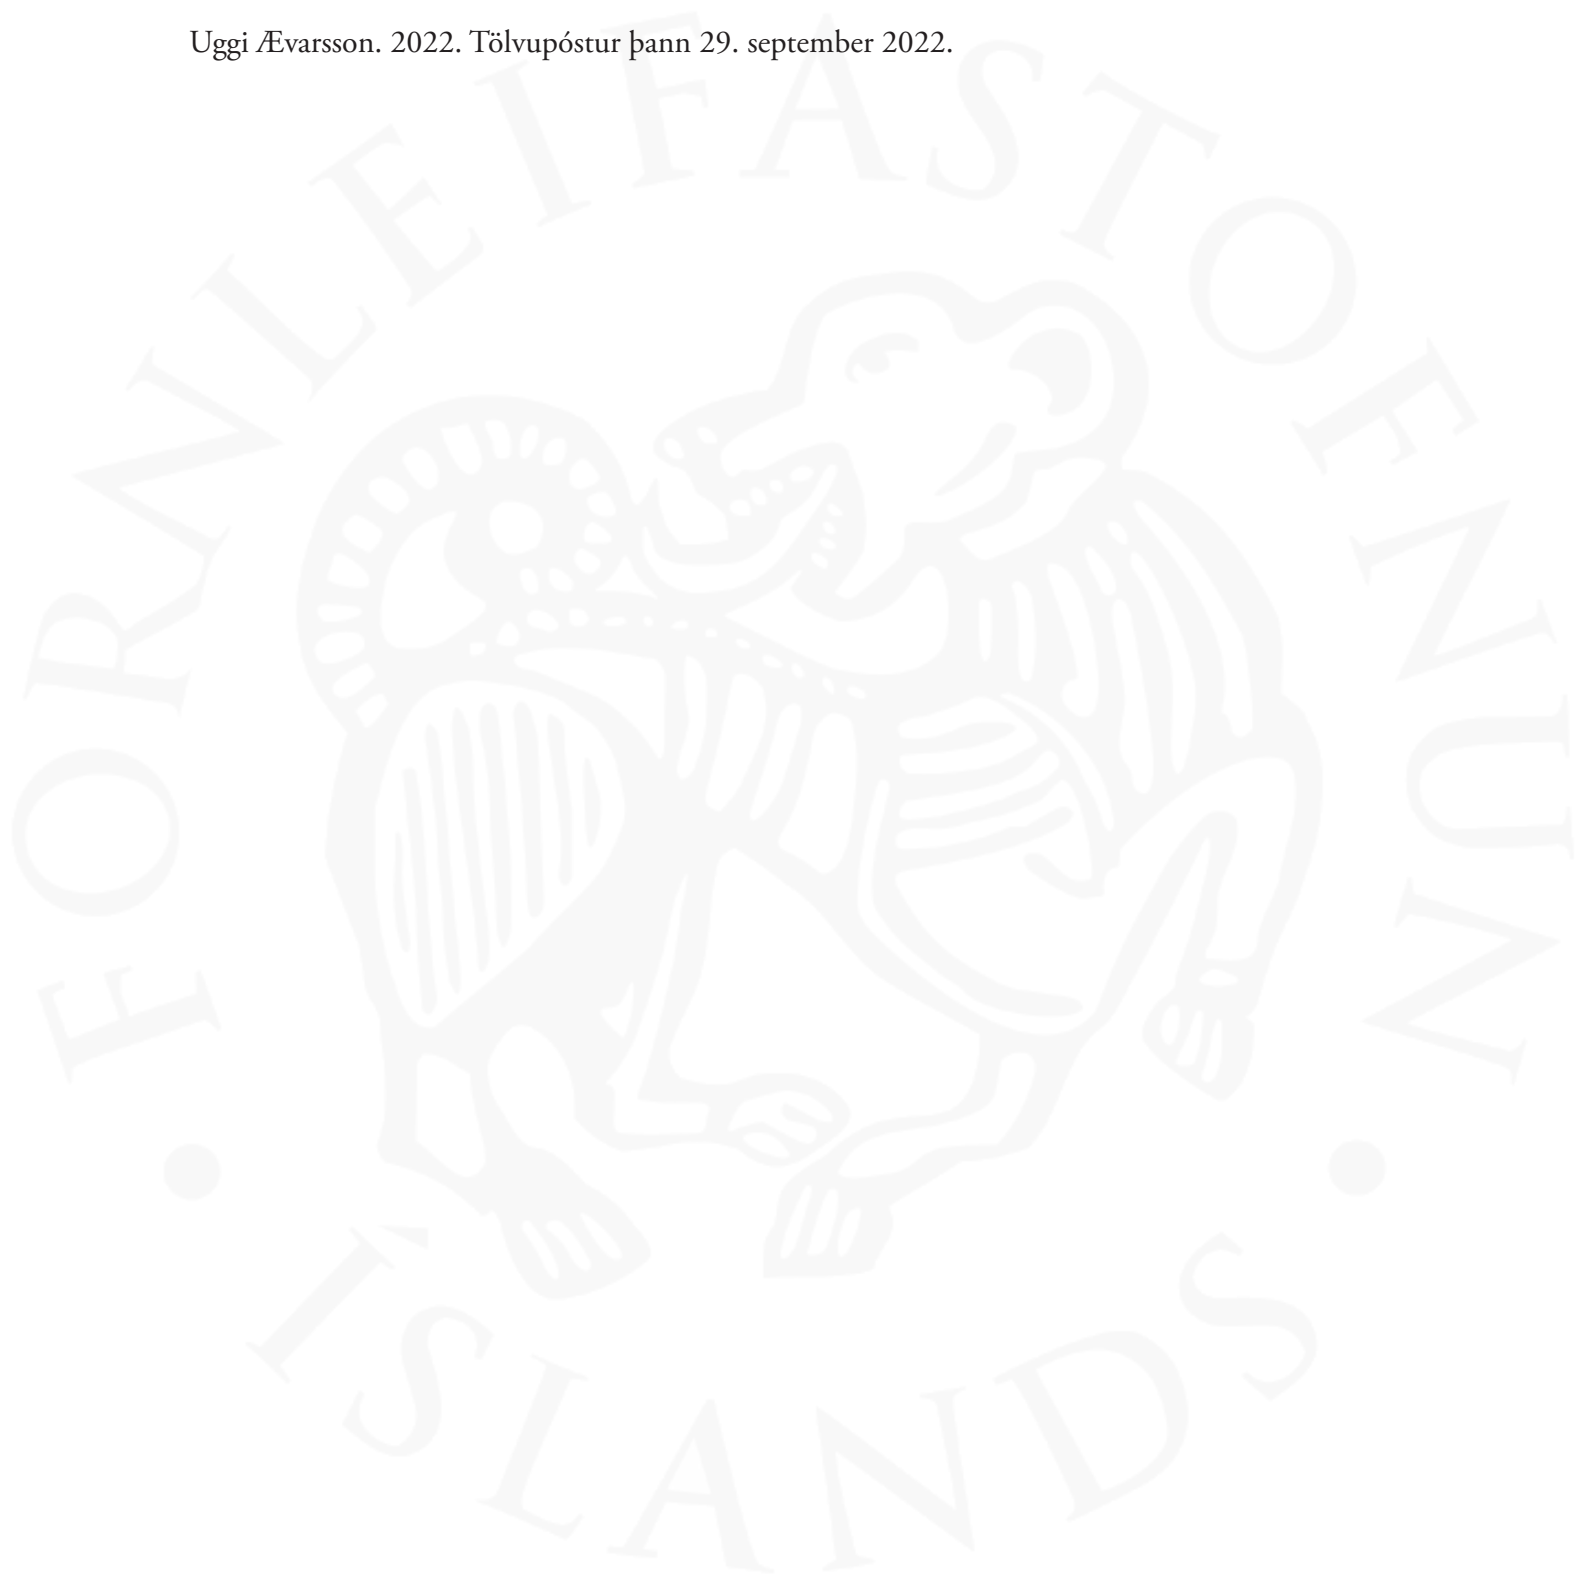 Uggi Ævarsson. 2022. Tölvupóstur þann 29. september 2022.
FORNLEIFASTOFNUN
ÍSLANDS